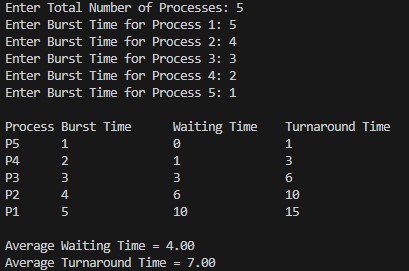 Enter Total Number of Processes: 5
Enter Burst Time for Process 1: 5
Enter Burst Time for Process 2: 4
Enter Burst Time for Process 3: 3
Enter Burst Time for Process 4: 2
Enter Burst Time for Process 5: 1

Process Burst Time      Waiting Time    Turnaround Time
P5      1               0               1
P4      2               1               3
P3      3               3               6
P2      4               6               10
P1      5               10              15

Average Waiting Time = 4.00
Average Turnaround Time = 7.00